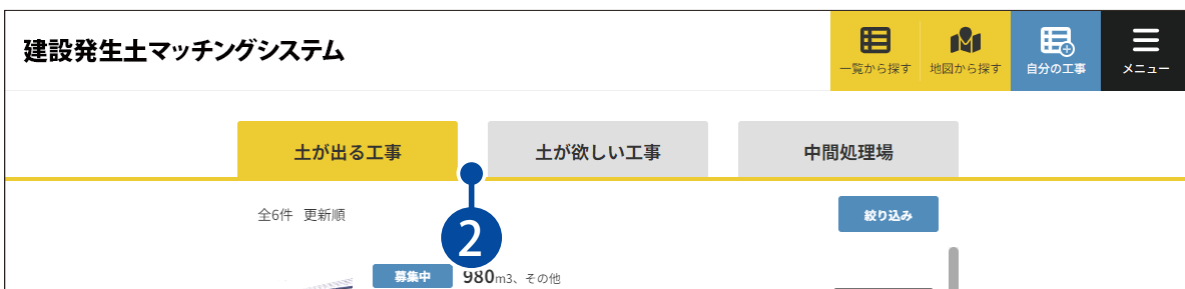 建設発生土マッチングシステム
一覧から探す 地図から探す 自分の工事 メニュー
土が出る工事 土が欲しい工事 中間処理場
全6件 更新順 絞り込み
2
募集中 980m3、その他